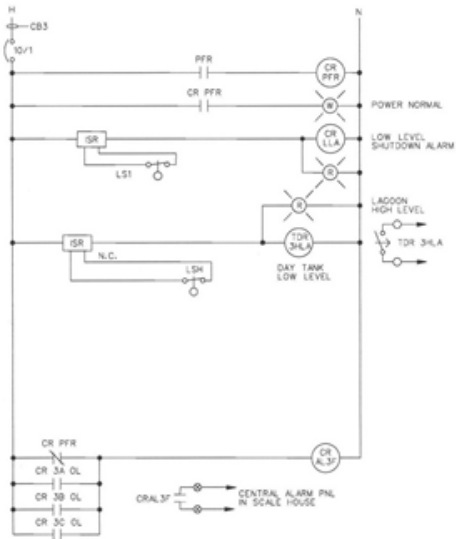 H
N
CB3
10/1
PFR
CR
PFR
CR PFR
W
POWER NORMAL
ISR
CR
LLA
LOW LEVEL
SHUTDOWN ALARM
LS1
R
R
LAGOON
HIGH LEVEL
ISR
N.C.
TDR
3HLA
TDR 3HLA
LSH
DAY TANK
LOW LEVEL
CR PFR
CR
AL3F
CR 3A OL
CR 3B OL
CRAL3F
CENTRAL ALARM PNL
IN SCALE HOUSE
CR 3C OL